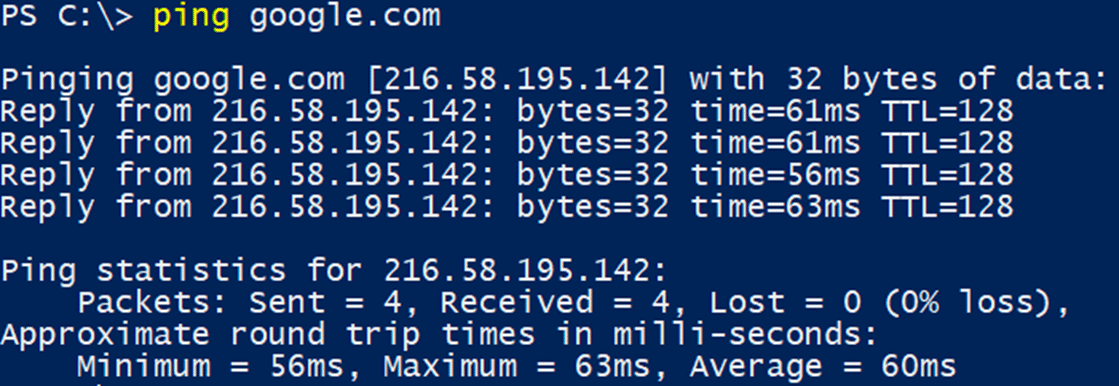 PS C:\> ping google.com
Pinging google.com [216.58.195.142] with 32 bytes of data:
Reply from 216.58.195.142: bytes=32 time=61ms TTL=128
Reply from 216.58.195.142: bytes=32 time=61ms TTL=128
Reply from 216.58.195.142: bytes=32 time=56ms TTL=128
Reply from 216.58.195.142: bytes=32 time=63ms TTL=128
Ping statistics for 216.58.195.142:
    Packets: Sent = 4, Received = 4, Lost = 0 (0% loss),
Approximate round trip times in milli-seconds:
    Minimum = 56ms, Maximum = 63ms, Average = 60ms